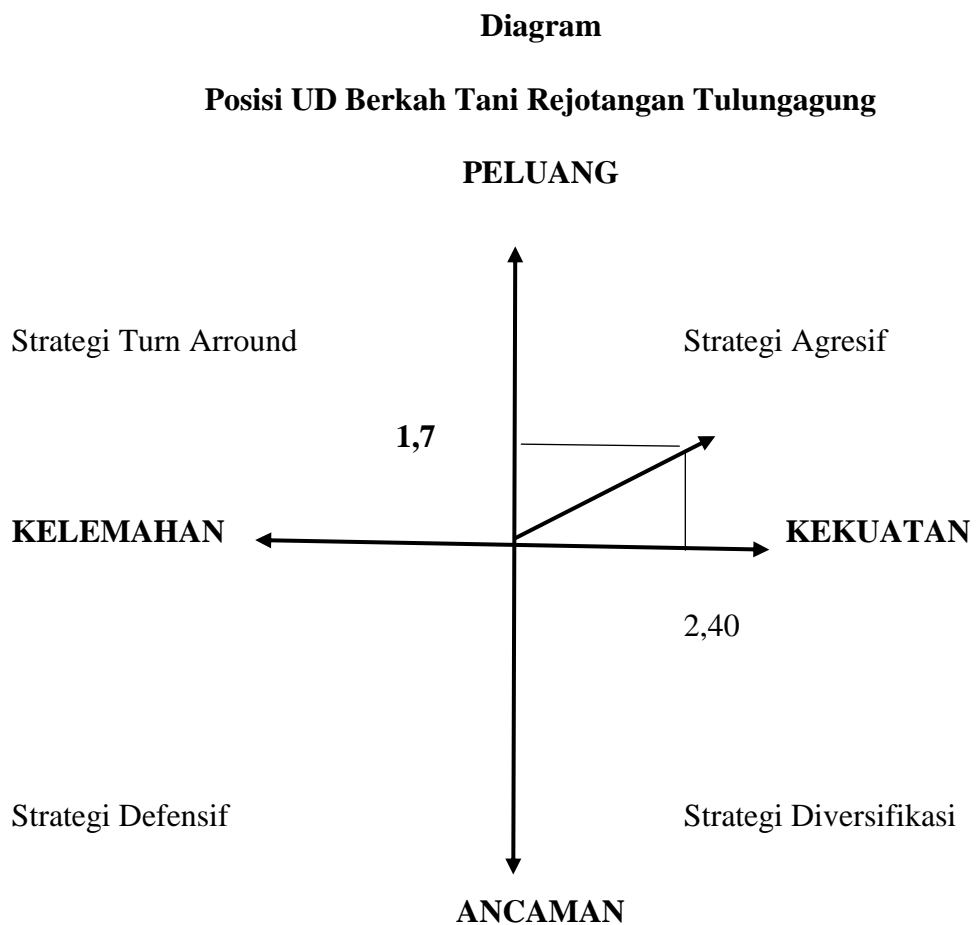 Diagram
Posisi UD Berkah Tani Rejotangan Tulungagung
PELUANG
Strategi Turn Arround
Strategi Agresif
1,7
KELEMAHAN
KEKUATAN
2,40
Strategi Defensif
Strategi Diversifikasi
ANCAMAN